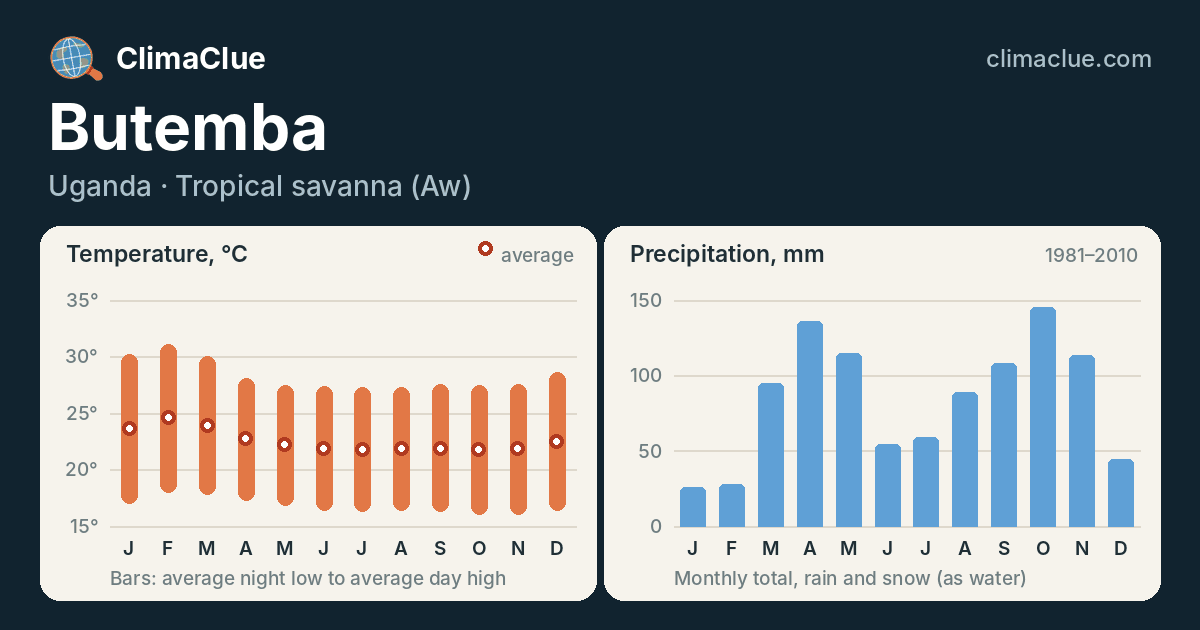 ClimaClue
climaclue.com
Butemba
Uganda · Tropical savanna (Aw)
Temperature, °C
average
35°
30°
25°
20°
15°
J F M A M J J A S O N D
Bars: average night low to average day high
Precipitation, mm
1981–2010
150
100
50
0
J F M A M J J A S O N D
Monthly total, rain and snow (as water)